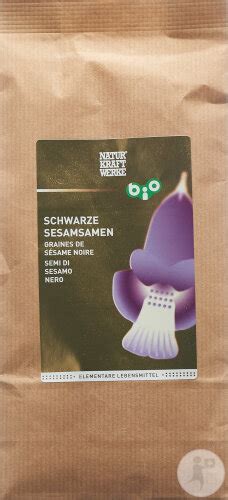 NATUR
KRAFT
WERKE
bio
SCHWARZE
SESAMSAMEN
GRAINES DE
SÉSAME NOIRE
SEMI DI
SESAMO
NERO
ELEMENTARE LEBENSMITTEL